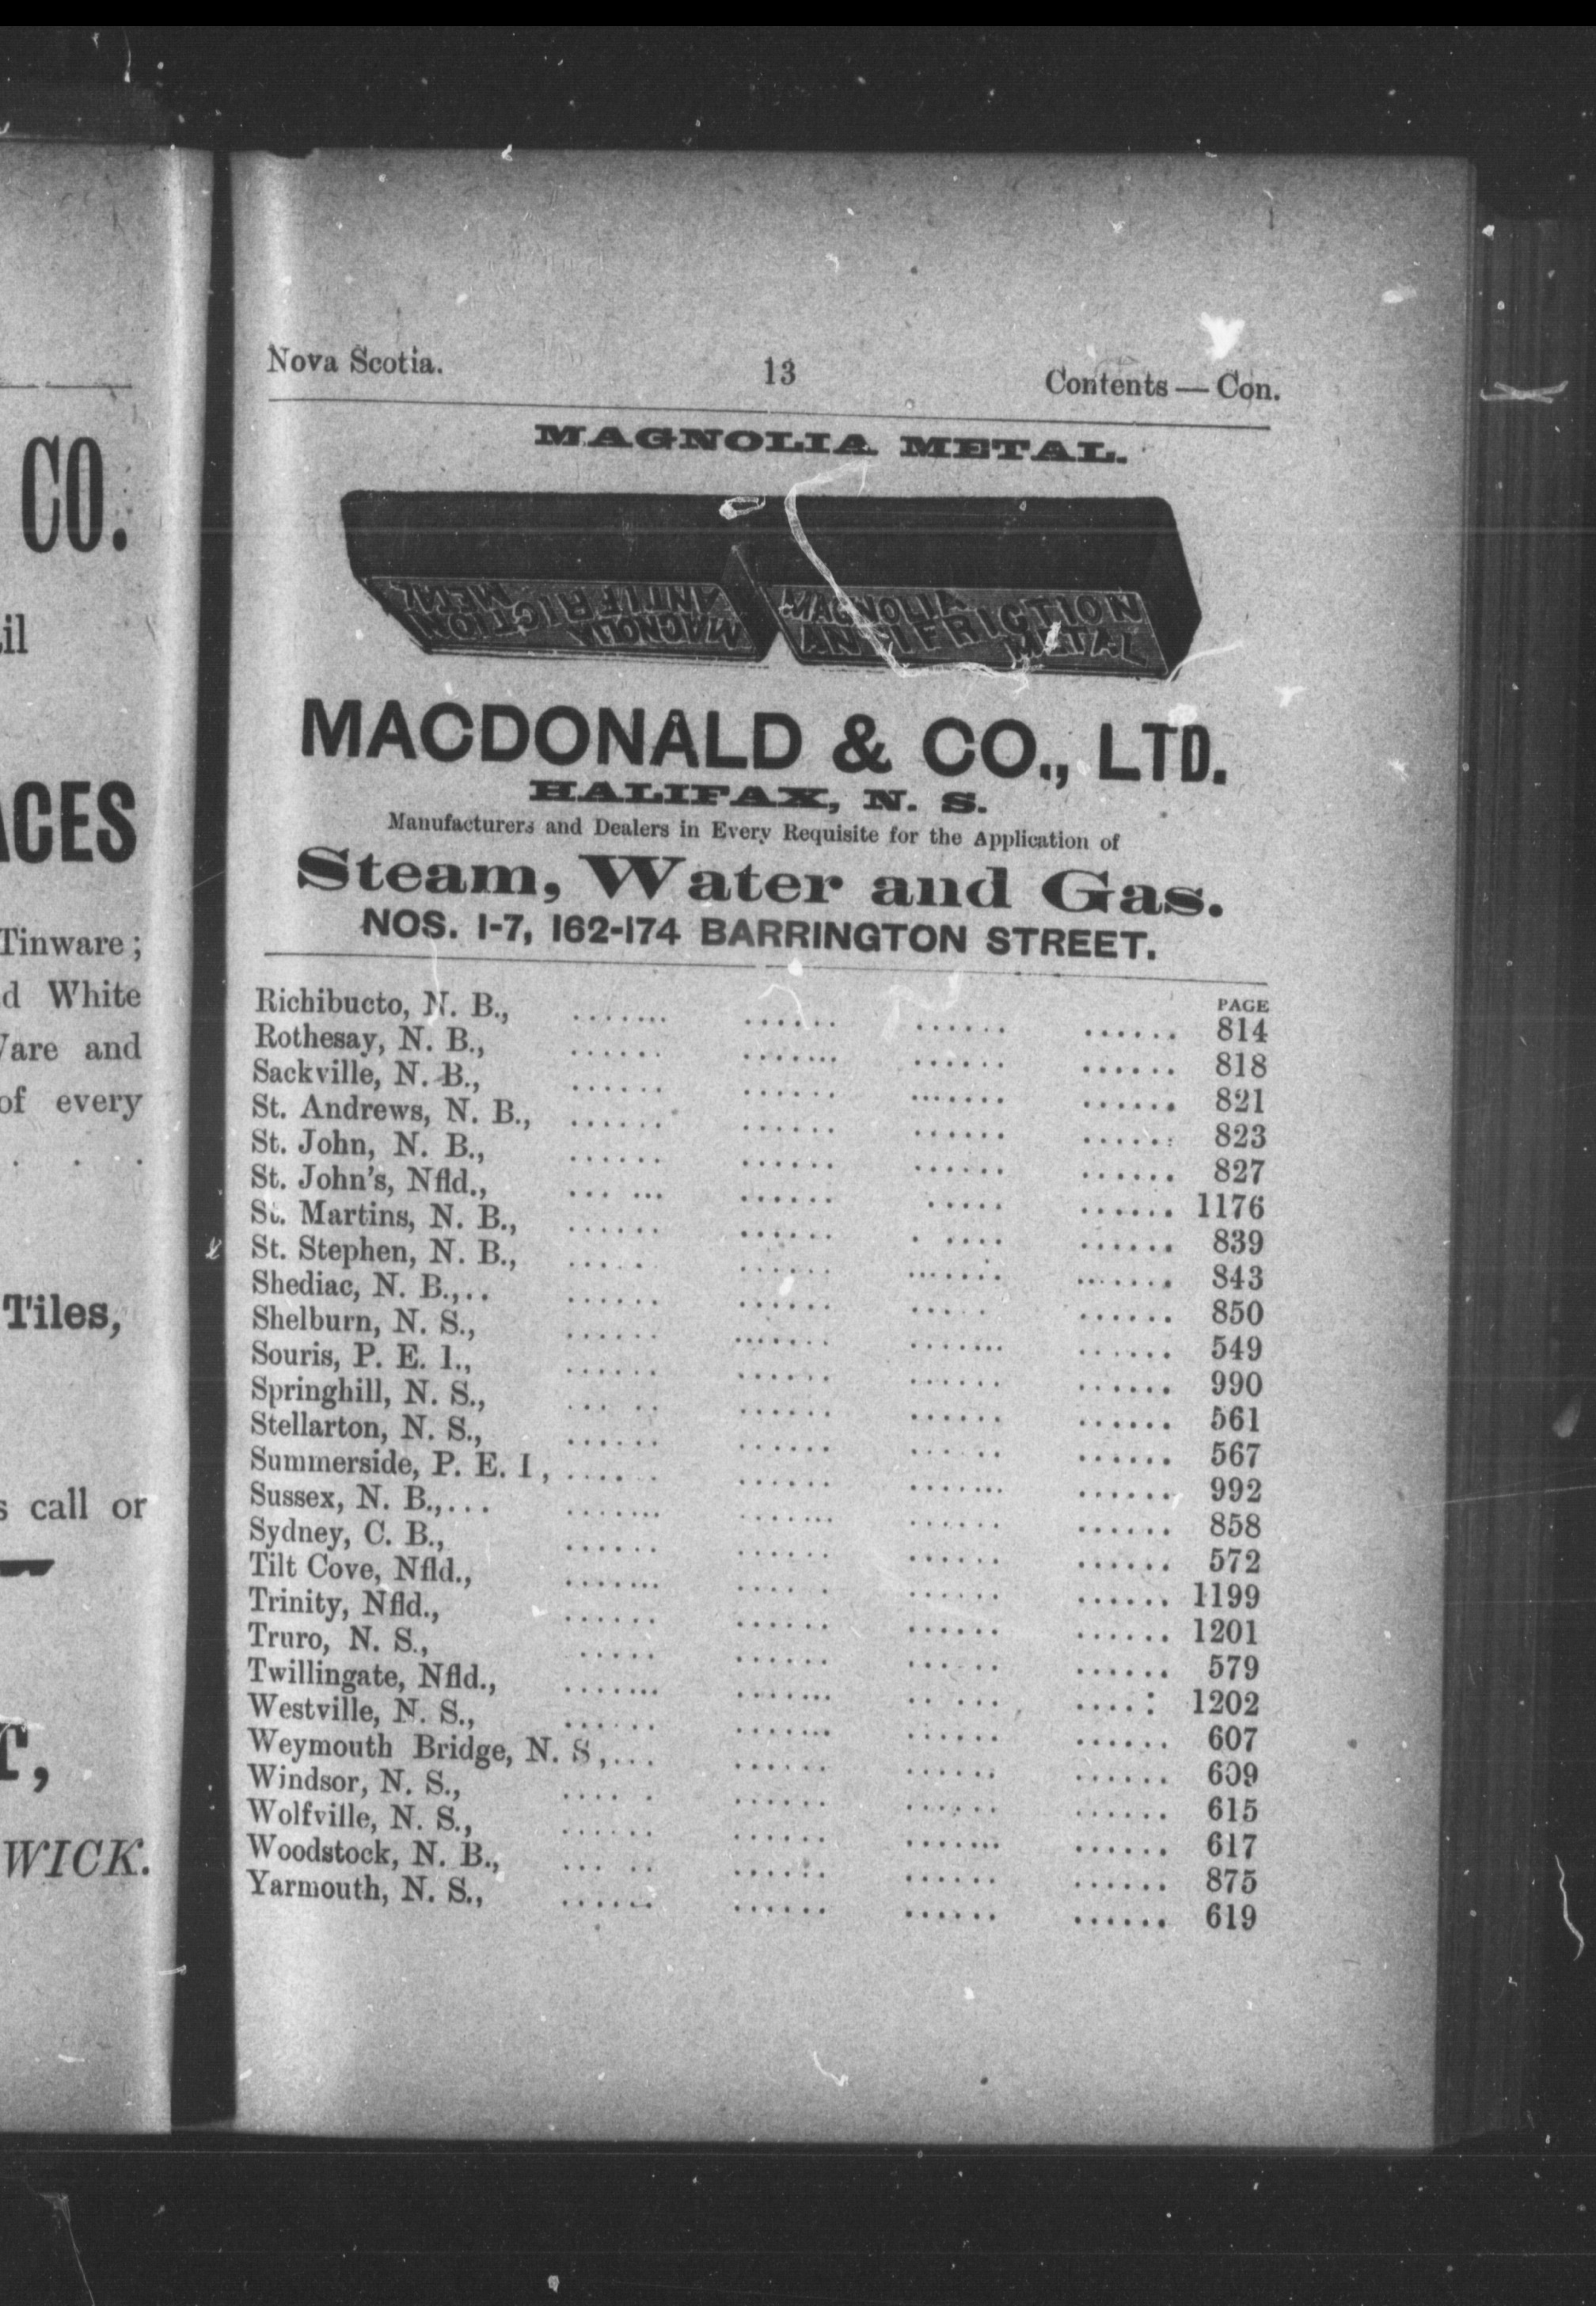 CO.
il
ACES
Tinware;
d White
Ware and
of every
. . .
Tiles,
s call or
T,
WICK.
Nova Scotia. 13 Contents — Con.
MAGNOLIA METAL.
MAGNOLIA
ANTIFRICTION
METAL
MAGNOLIA
ANTIFRICTION
METAL
MACDONALD & CO., LTD.
HALIFAX, N. S.
Manufacturers and Dealers in Every Requisite for the Application of
Steam, Water and Gas.
NOS. 1-7, 162-174 BARRINGTON STREET.
PAGE
Richibucto, N. B., ....... ...... ...... ...... 814
Rothesay, N. B., ...... ....... ...... ...... 818
Sackville, N. B., ...... ...... ....... ...... 821
St. Andrews, N. B., ...... ...... ...... ...... 823
St. John, N. B., ...... ...... ...... ...... 827
St. John's, Nfld., ... ... ...... ..... ...... 1176
St. Martins, N. B., ...... ...... . .... ...... 839
St. Stephen, N. B., ..... ...... ....... ....... 843
Shediac, N. B.,.. ...... ...... ..... ...... 850
Shelburn, N. S., ...... ....... ....... ...... 549
Souris, P. E. I., ...... ...... ...... ...... 990
Springhill, N. S., ... .. ...... ...... ...... 561
Stellarton, N. S., ...... ...... ... .. ...... 567
Summerside, P. E. I , .... . ...... ....... ...... 992
Sussex, N. B.,... ....... ....... ...... ...... 858
Sydney, C. B., ...... ...... ...... ...... 572
Tilt Cove, Nfld., ....... .... . ...... ...... 1199
Trinity, Nfld., ...... ...... ...... ...... 1201
Truro, N. S., ..... ...... ... .. ...... 579
Twillingate, Nfld., ....... ....... .. ... ....: 1202
Westville, N. S., ...... ....... ...... ...... 607
Weymouth Bridge, N. S ,... ...... ...... ...... 609
Windsor, N. S., .... . ...... ...... ...... 615
Wolfville, N. S., ...... ...... ....... ...... 617
Woodstock, N. B., ... .. ...... ...... ...... 875
Yarmouth, N. S., ...... ...... ...... ...... 619